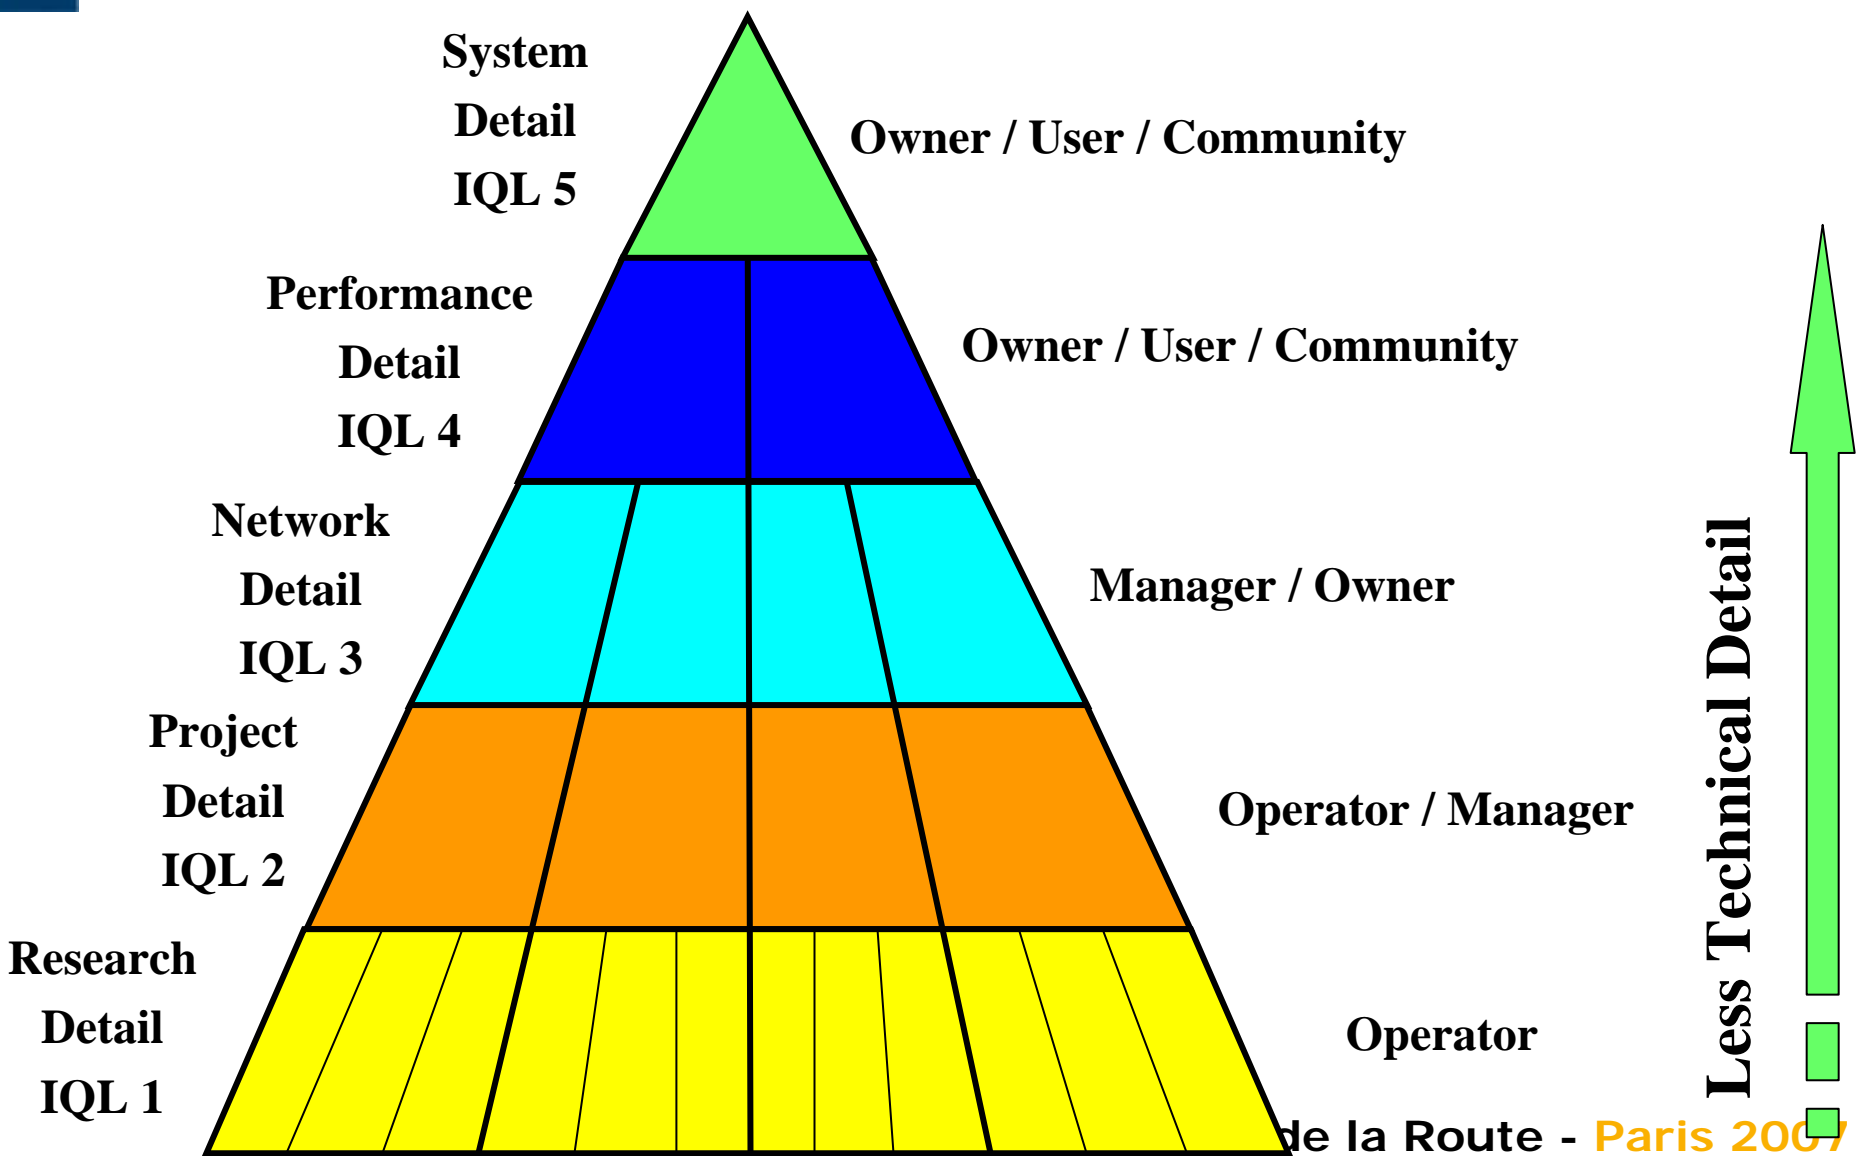 System
Detail
IQL 5
Owner / User / Community
Performance
Detail
IQL 4
Owner / User / Community
Network
Detail
IQL 3
Manager / Owner
Project
Detail
IQL 2
Operator / Manager
Research
Detail
IQL 1
Operator
Less Technical Detail
de la Route - Paris 2007